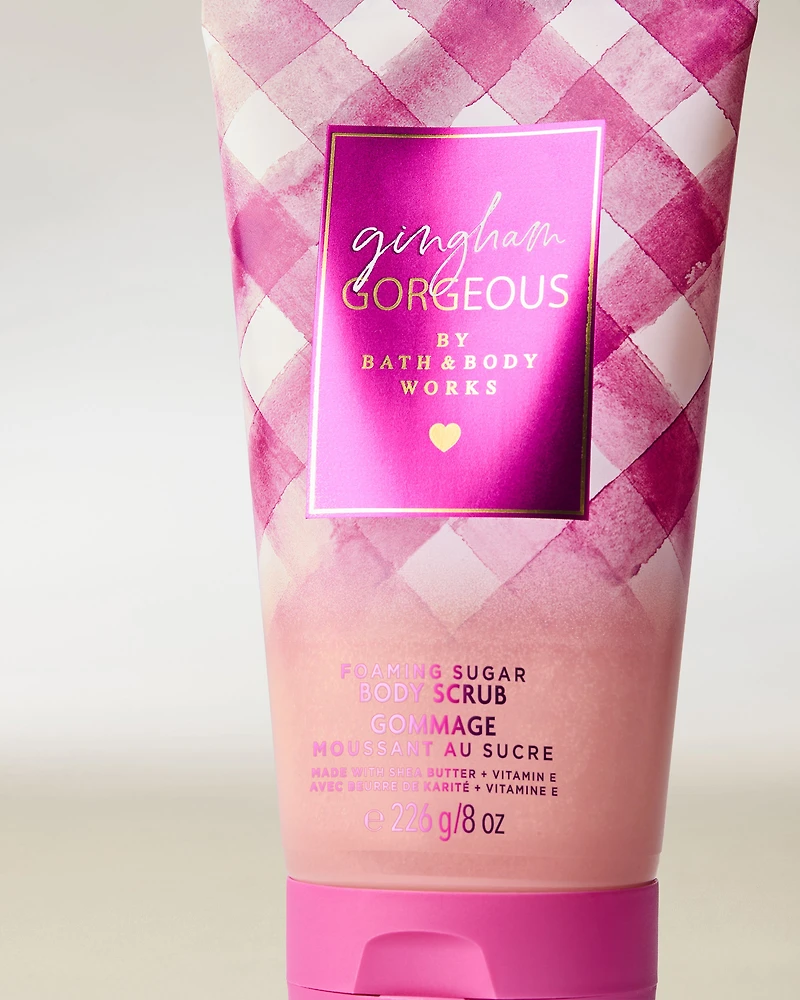 gingham
GORGEOUS
BY
BATH & BODY
WORKS
FOAMING SUGAR
BODY SCRUB
GOMMAGE
MOUSSANT AU SUCRE
MADE WITH SHEA BUTTER + VITAMIN E
AVEC BEURRE DE KARITÉ + VITAMINE E
℮ 226 g/8 oz